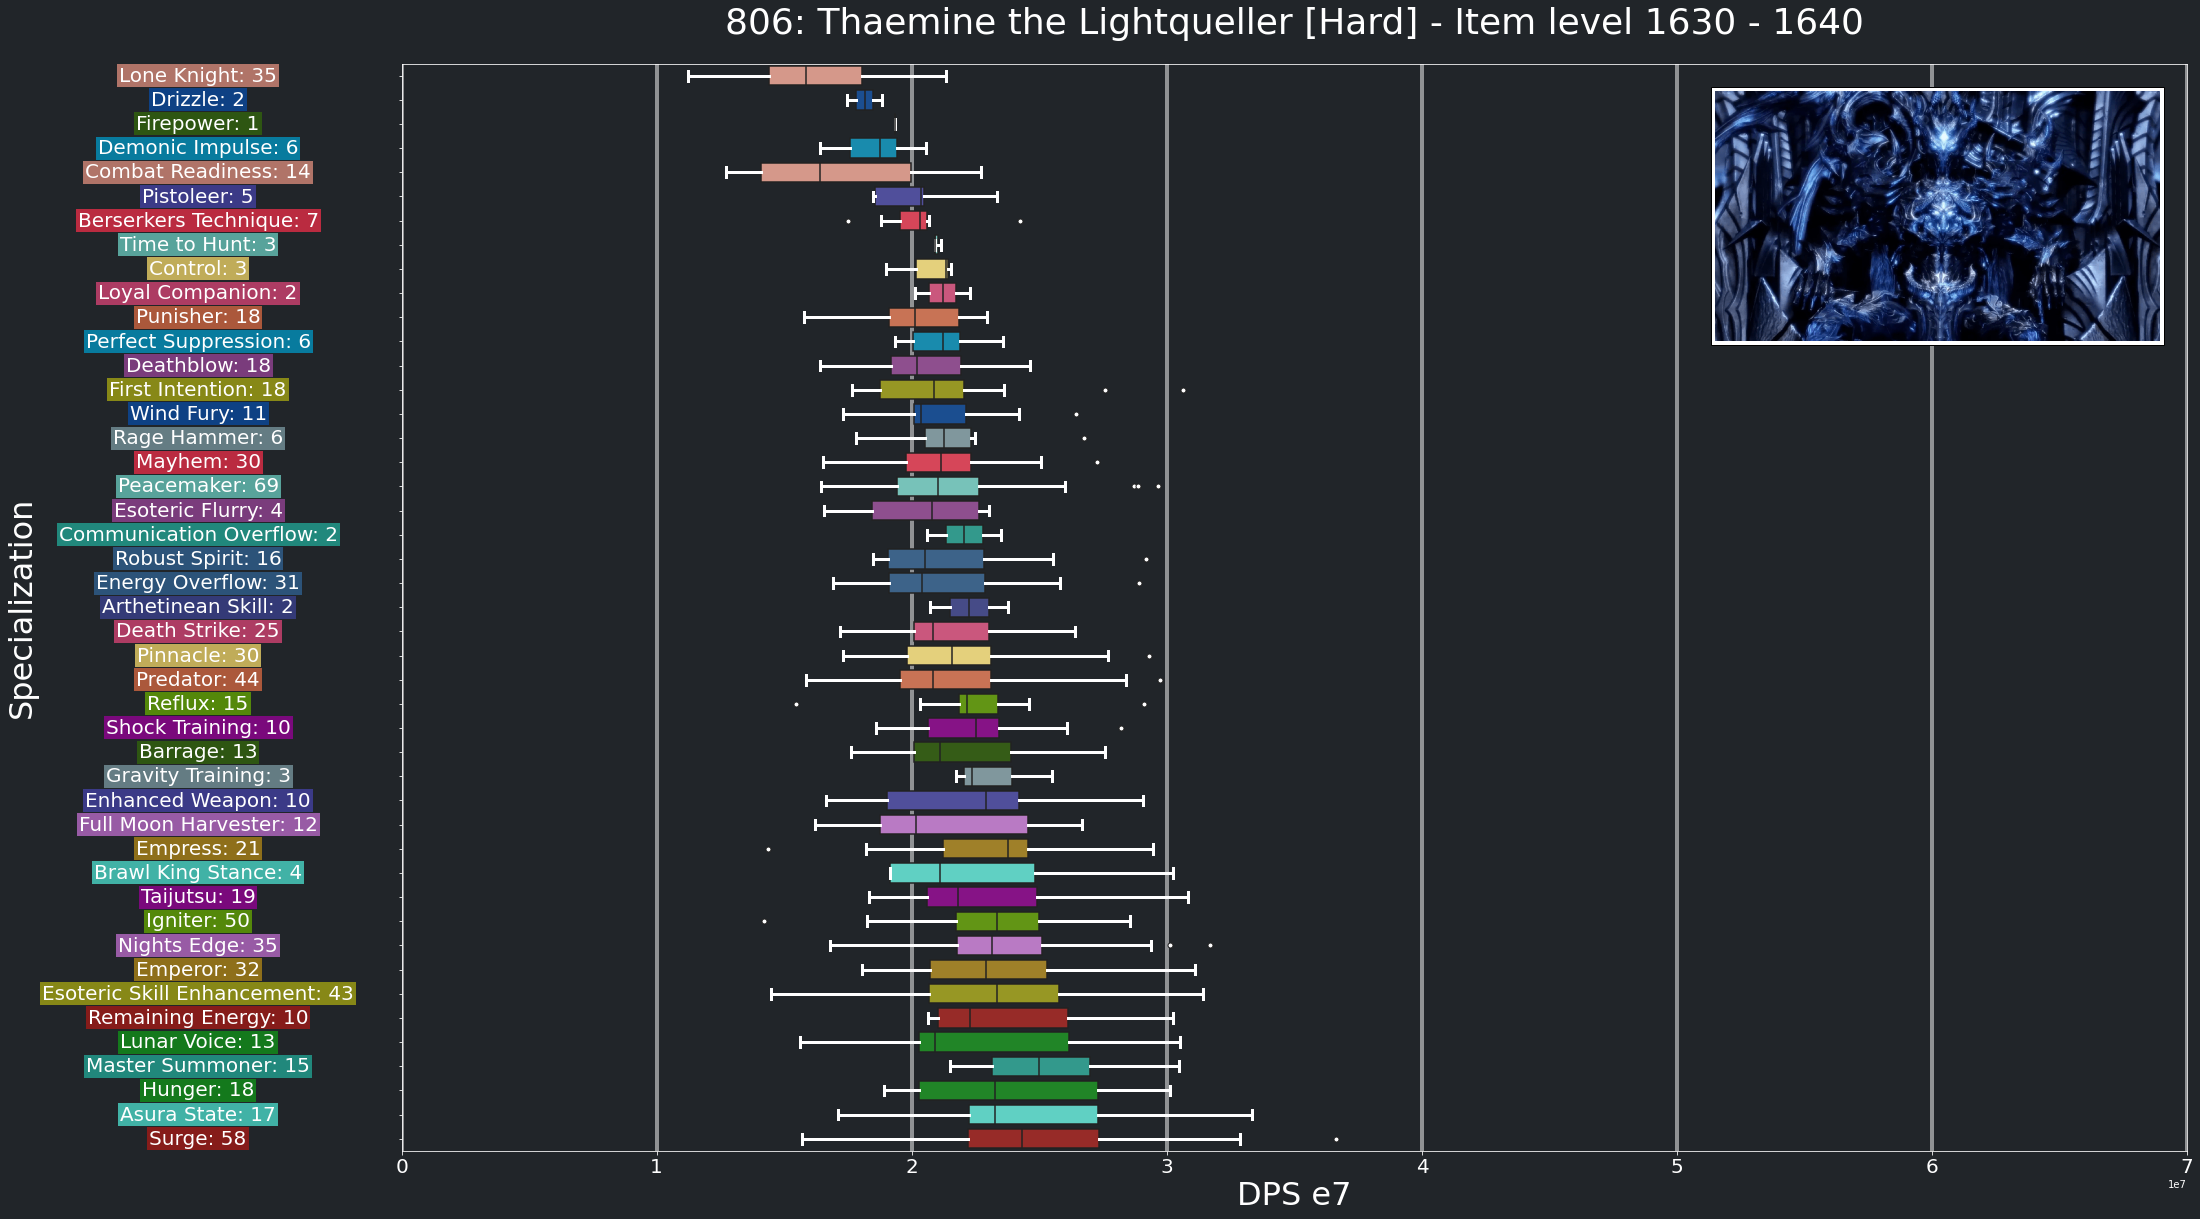 806: Thaemine the Lightqueller [Hard] - Item level 1630 - 1640
Specialization
Lone Knight: 35
Drizzle: 2
Firepower: 1
Demonic Impulse: 6
Combat Readiness: 14
Pistoleer: 5
Berserkers Technique: 7
Time to Hunt: 3
Control: 3
Loyal Companion: 2
Punisher: 18
Perfect Suppression: 6
Deathblow: 18
First Intention: 18
Wind Fury: 11
Rage Hammer: 6
Mayhem: 30
Peacemaker: 69
Esoteric Flurry: 4
Communication Overflow: 2
Robust Spirit: 16
Energy Overflow: 31
Arthetinean Skill: 2
Death Strike: 25
Pinnacle: 30
Predator: 44
Reflux: 15
Shock Training: 10
Barrage: 13
Gravity Training: 3
Enhanced Weapon: 10
Full Moon Harvester: 12
Empress: 21
Brawl King Stance: 4
Taijutsu: 19
Igniter: 50
Nights Edge: 35
Emperor: 32
Esoteric Skill Enhancement: 43
Remaining Energy: 10
Lunar Voice: 13
Master Summoner: 15
Hunger: 18
Asura State: 17
Surge: 58
0 1 2 3 4 5 6 7
1e7
DPS e7